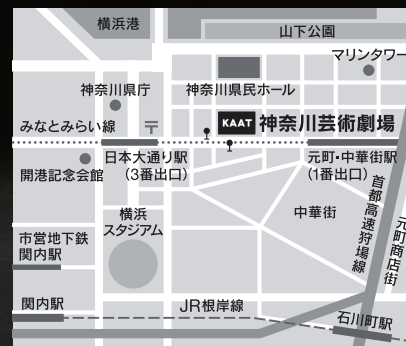 横浜港
山下公園
マリンタワー
神奈川県庁
神奈川県民ホール
KAAT 神奈川芸術劇場
みなとみらい線
〒
日本大通り駅
(3番出口)
元町・中華街駅
(1番出口)
開港記念会館
首都高速狩場線
元町商店街
横浜
スタジアム
中華街
市営地下鉄
関内駅
関内駅
JR根岸線
石川町駅